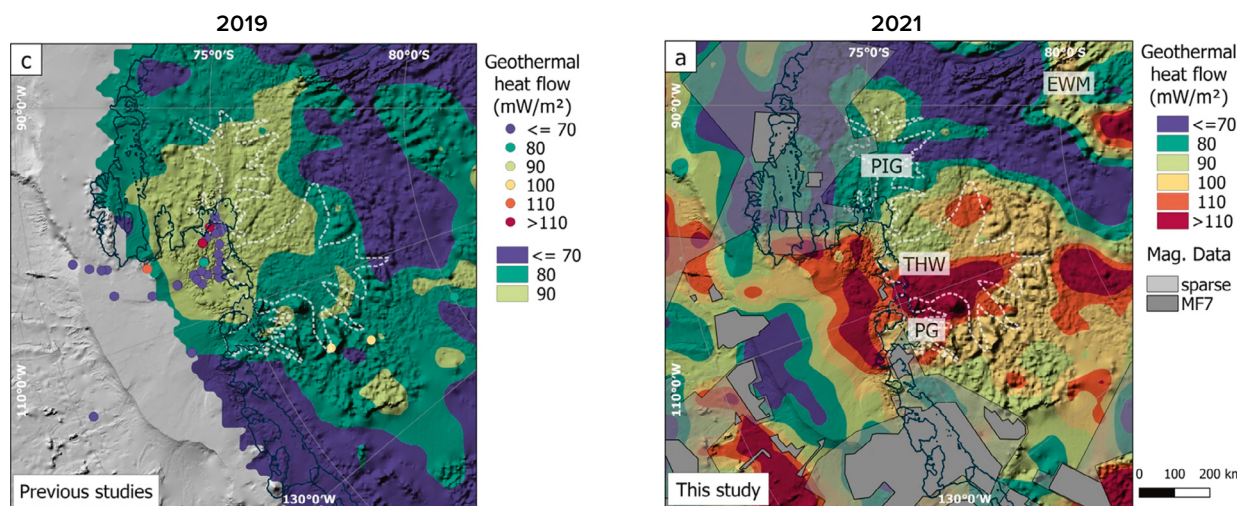 2019
2021
c
75°0'S
80°0'S
90°0'W
110°0'W
130°0'W
Previous studies
Geothermal
heat flow
(mW/m²)
<= 70
80
90
100
110
>110
<= 70
80
90
a
75°0'S
80°0'S
90°0'W
110°0'W
130°0'W
EWM
PIG
THW
PG
This study
Geothermal
heat flow
(mW/m²)
<=70
80
90
100
110
>110
Mag. Data
sparse
MF7
0 100 200 km